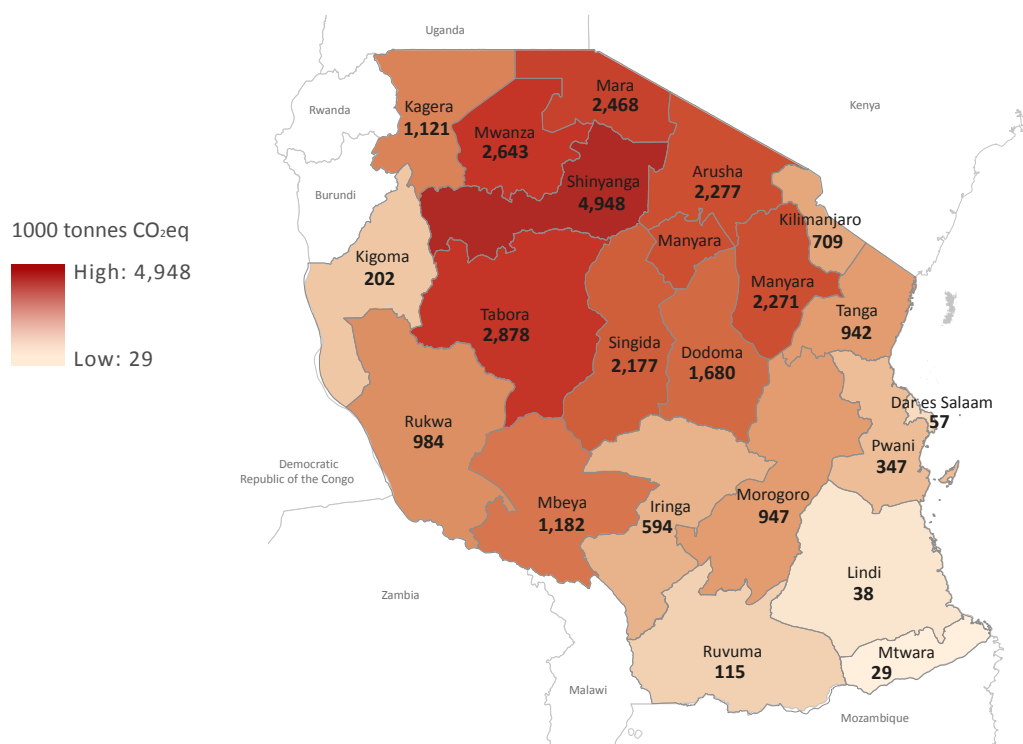 Uganda
Rwanda
Kenya
Burundi
Kagera
1,121
Mara
2,468
Mwanza
2,643
Shinyanga
4,948
Arusha
2,277
Kilimanjaro
709
1000 tonnes CO₂eq
High: 4,948
Low: 29
Kigoma
202
Manyara
Manyara
2,271
Tabora
2,878
Tanga
942
Singida
2,177
Dodoma
1,680
Dar es Salaam
57
Rukwa
984
Pwani
347
Democratic
Republic of the Congo
Mbeya
1,182
Iringa
594
Morogoro
947
Lindi
38
Zambia
Ruvuma
115
Mtwara
29
Malawi
Mozambique